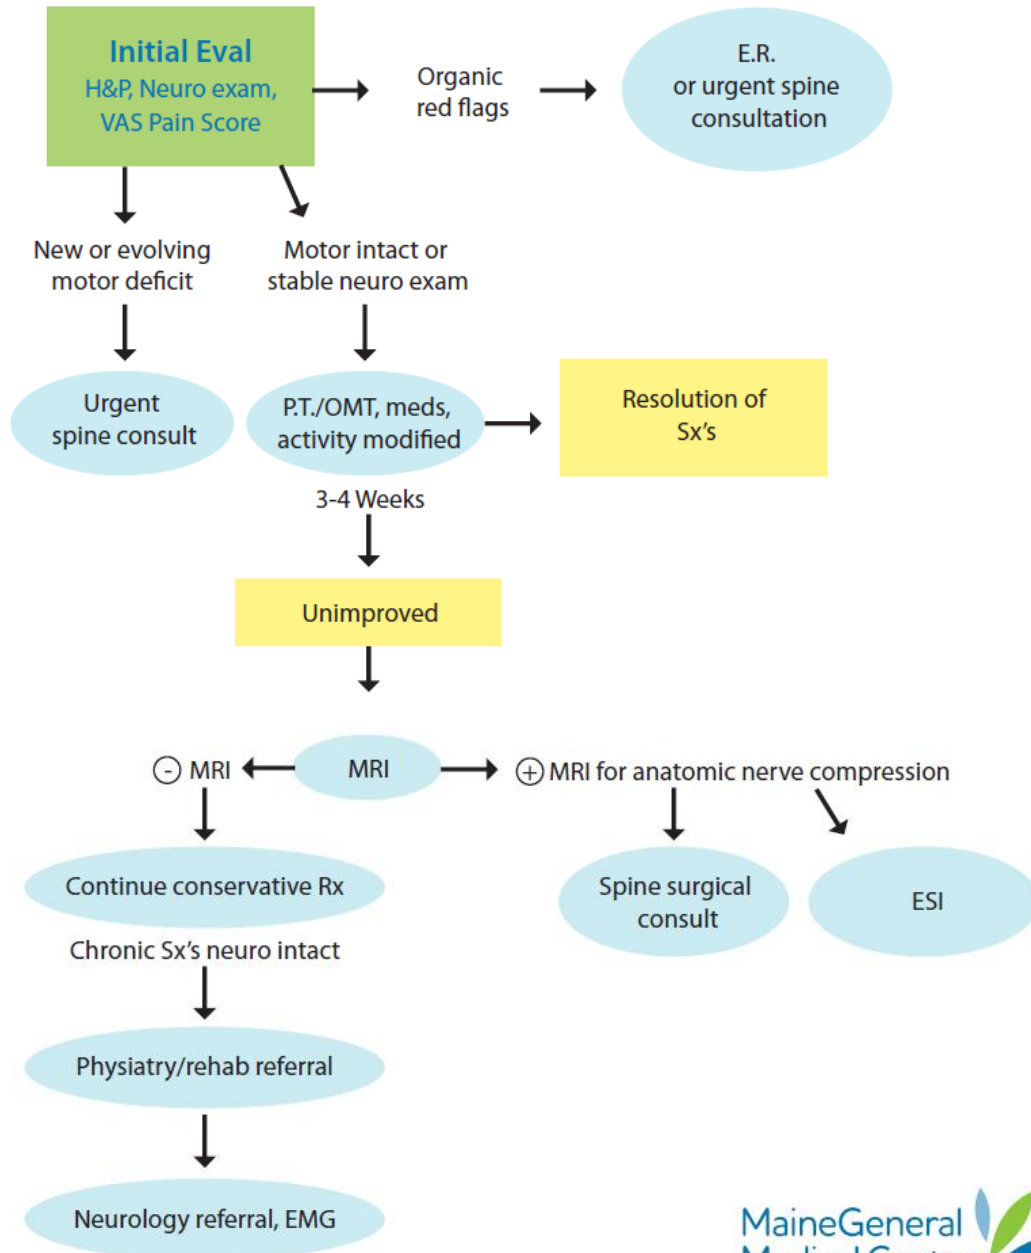 Initial Eval
H&P, Neuro exam,
VAS Pain Score
Organic
red flags
E.R.
or urgent spine
consultation
New or evolving
motor deficit
Motor intact or
stable neuro exam
Urgent
spine consult
P.T./OMT, meds,
activity modified
Resolution of
Sx's
3-4 Weeks
Unimproved
- MRI
MRI
+ MRI for anatomic nerve compression
Continue conservative Rx
Spine surgical
consult
ESI
Chronic Sx's neuro intact
Physiatry/rehab referral
Neurology referral, EMG
MaineGeneral